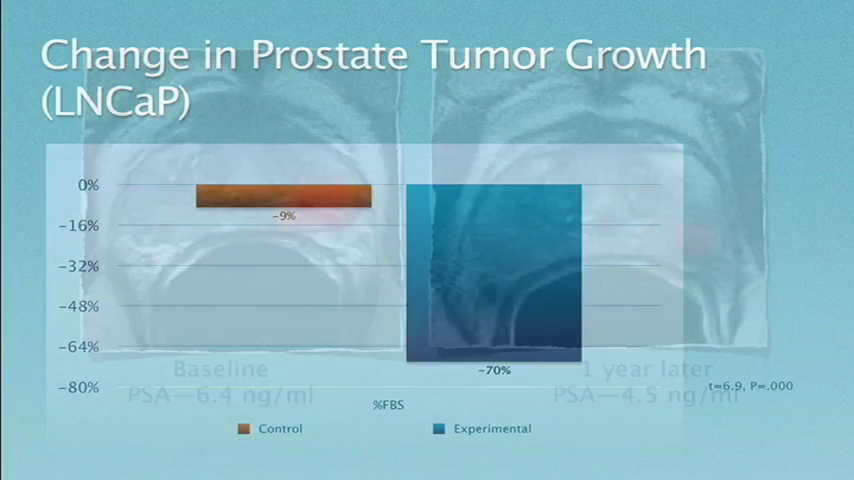 Change in Prostate Tumor Growth
(LNCaP)
0%
-9%
-16%
-32%
-48%
-64%
-70%
-80%
Baseline
PSA—6.4 ng/ml
1 year later
PSA—4.5 ng/ml
t=6.9, P=.000
%FBS
Control
Experimental